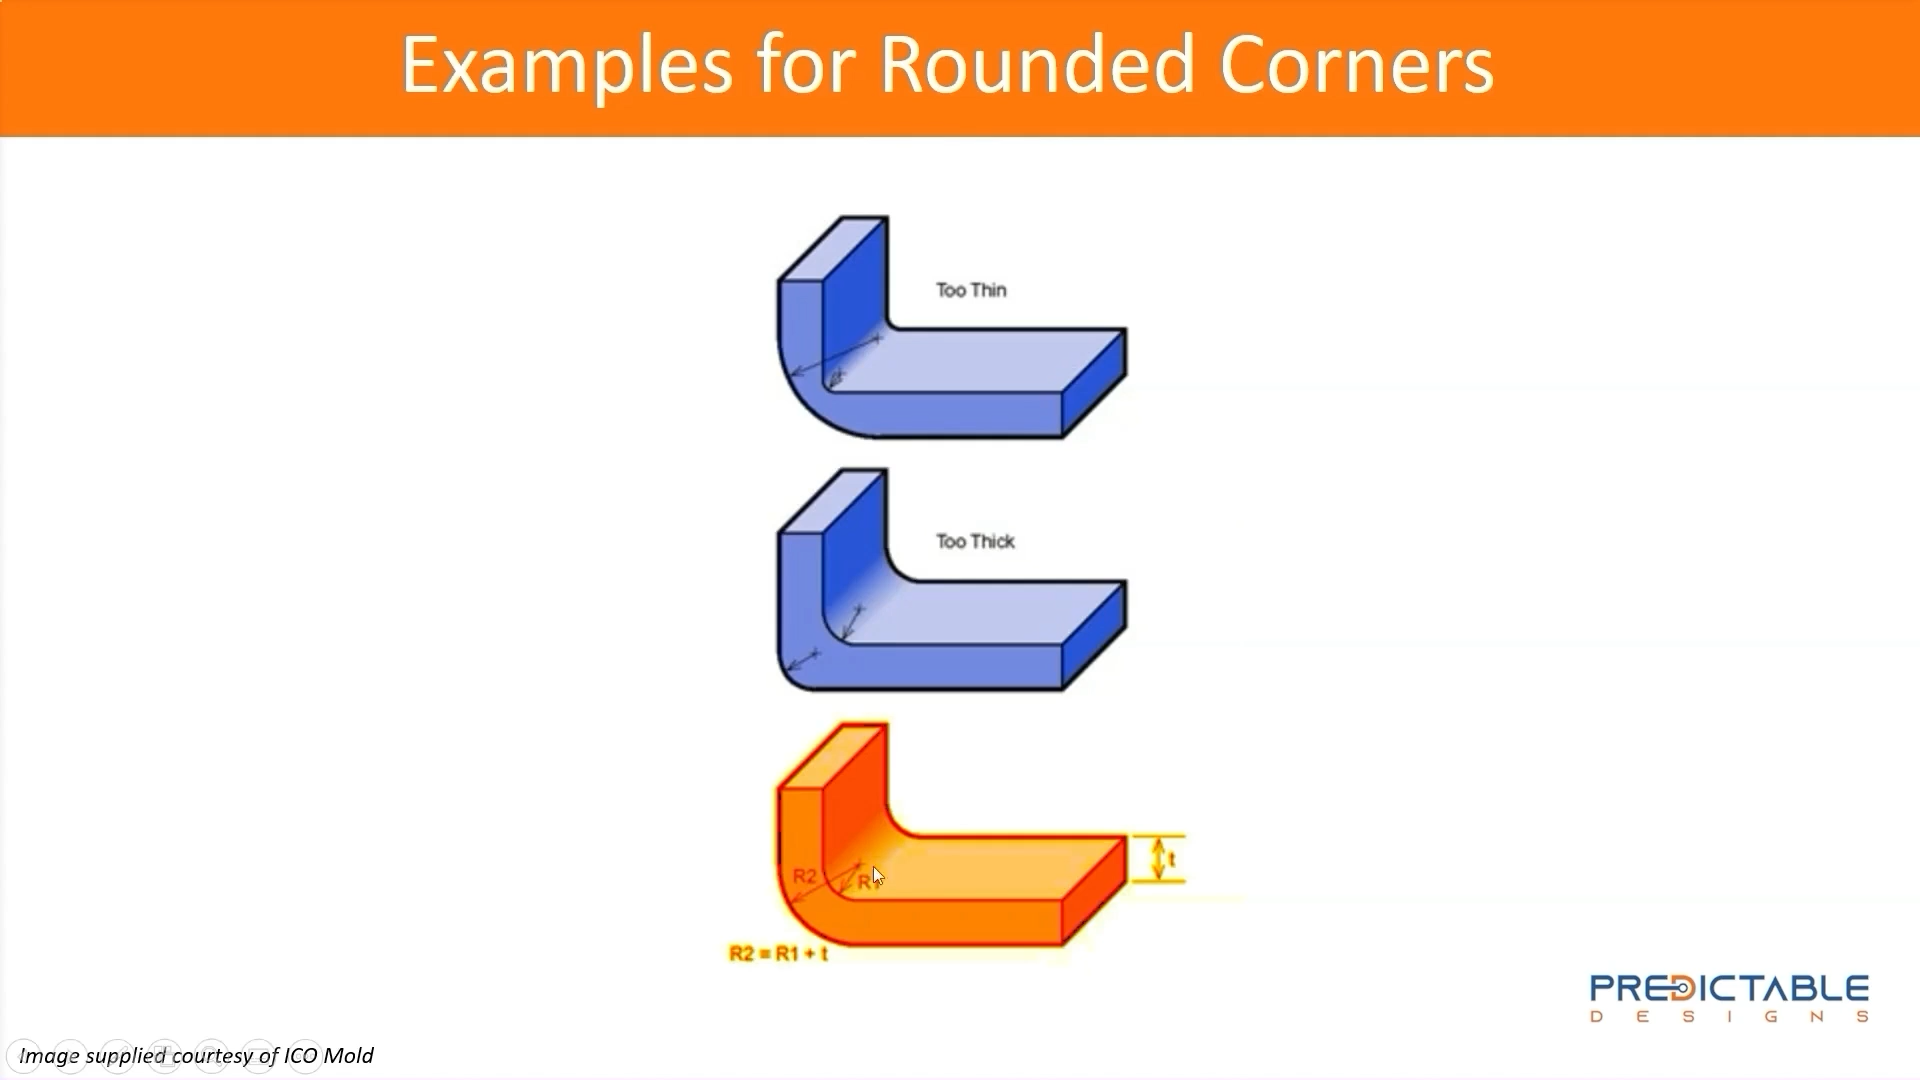 Examples for Rounded Corners
Too Thin
Too Thick
R2
R1
t
R2 = R1 + t
PREDICTABLE
DESIGNS
Image supplied courtesy of ICO Mold